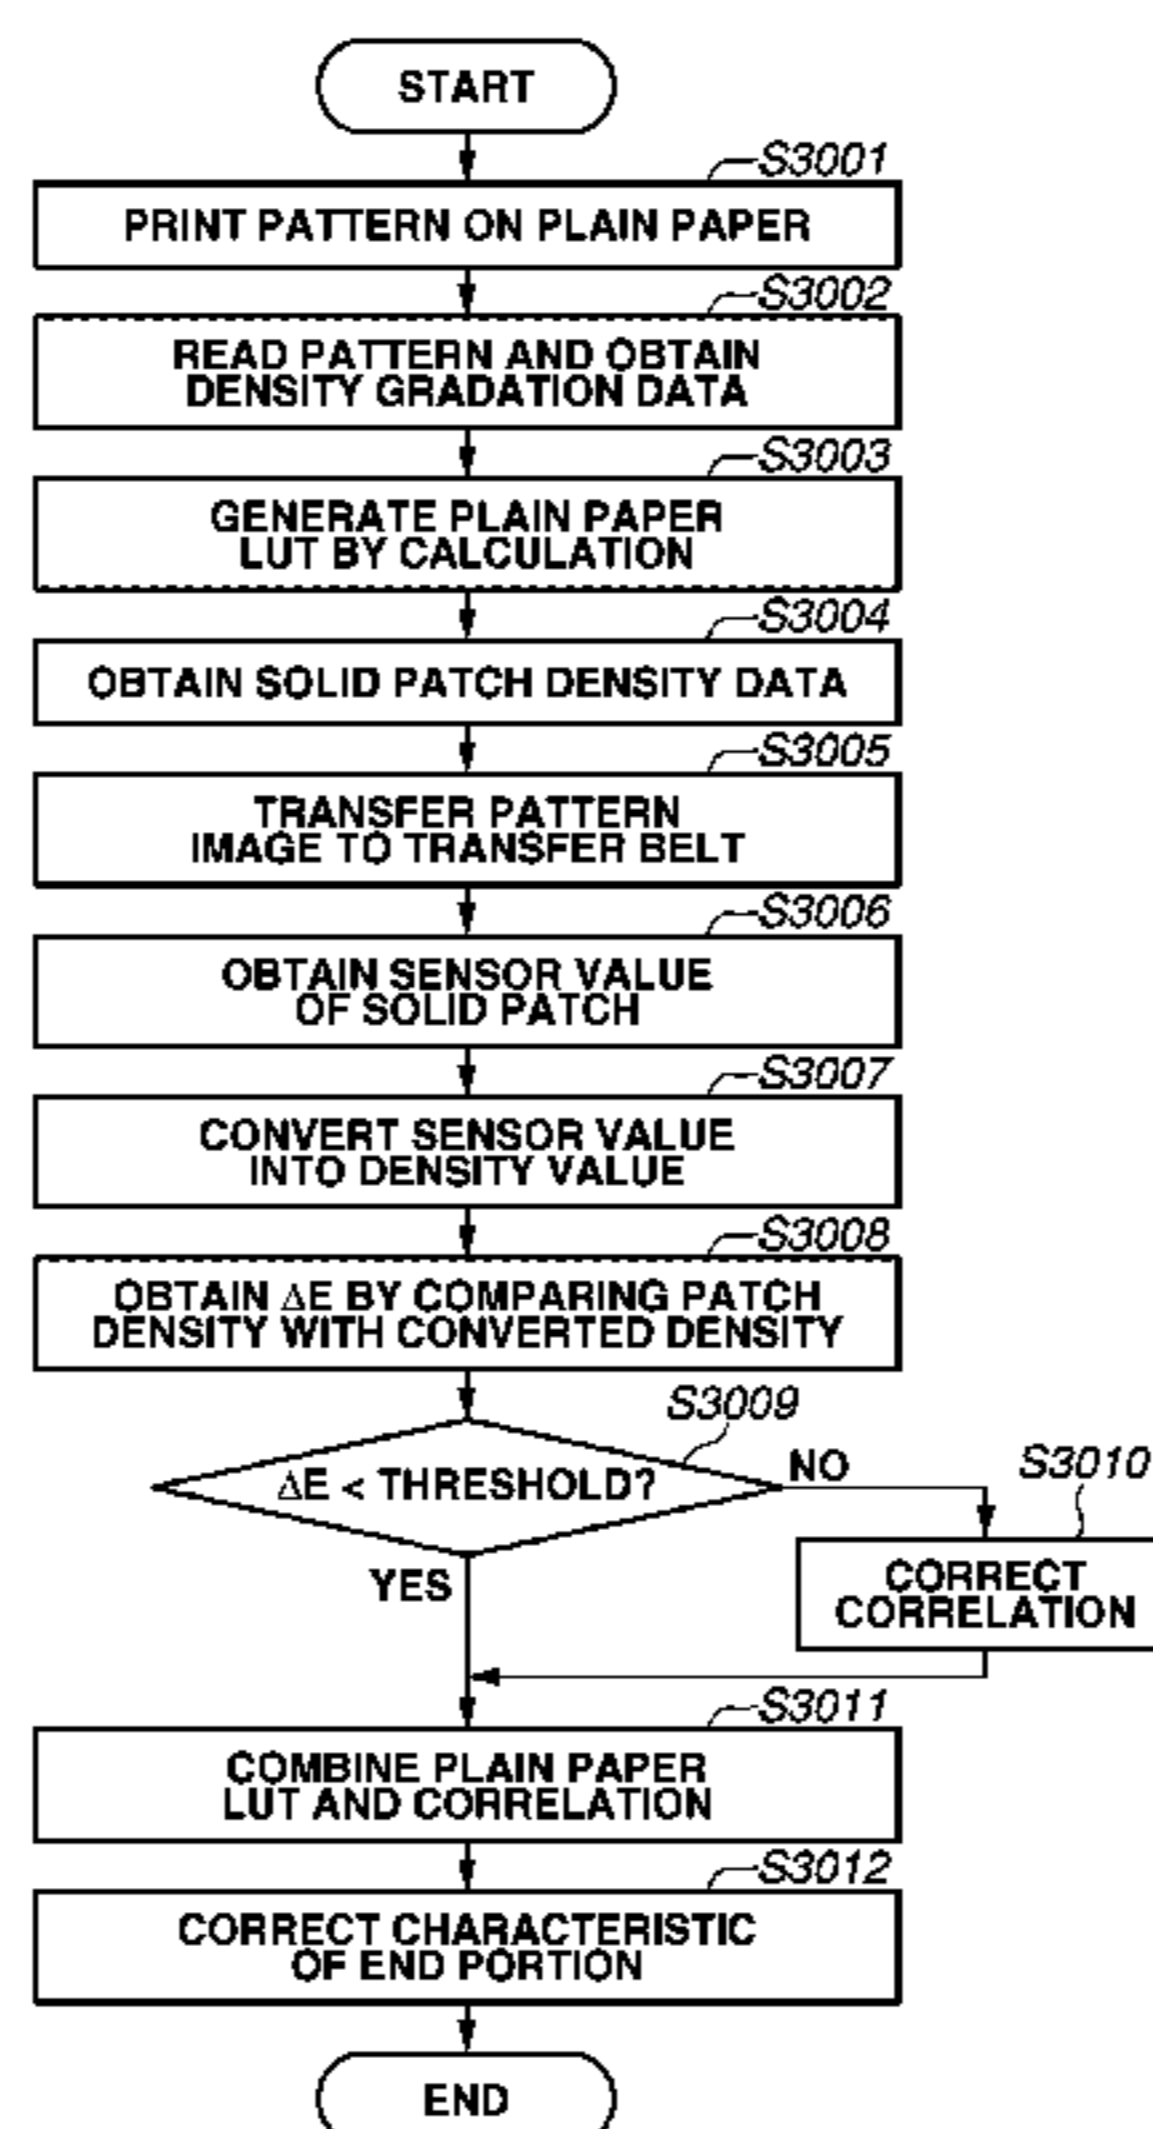 START
S3001
PRINT PATTERN ON PLAIN PAPER
S3002
READ PATTERN AND OBTAIN
DENSITY GRADATION DATA
S3003
GENERATE PLAIN PAPER
LUT BY CALCULATION
S3004
OBTAIN SOLID PATCH DENSITY DATA
S3005
TRANSFER PATTERN
IMAGE TO TRANSFER BELT
S3006
OBTAIN SENSOR VALUE
OF SOLID PATCH
S3007
CONVERT SENSOR VALUE
INTO DENSITY VALUE
S3008
OBTAIN ΔE BY COMPARING PATCH
DENSITY WITH CONVERTED DENSITY
S3009
ΔE < THRESHOLD?
NO
S3010
YES
CORRECT
CORRELATION
S3011
COMBINE PLAIN PAPER
LUT AND CORRELATION
S3012
CORRECT CHARACTERISTIC
OF END PORTION
END